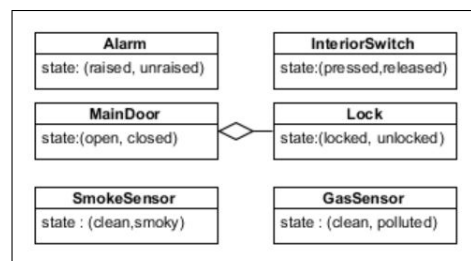 Alarm
state: (raised, unraised)
InteriorSwitch
state:(pressed,released)
MainDoor
state:(open, closed)
Lock
state:(locked, unlocked)
SmokeSensor
state : (clean,smoky)
GasSensor
state : (clean, polluted)